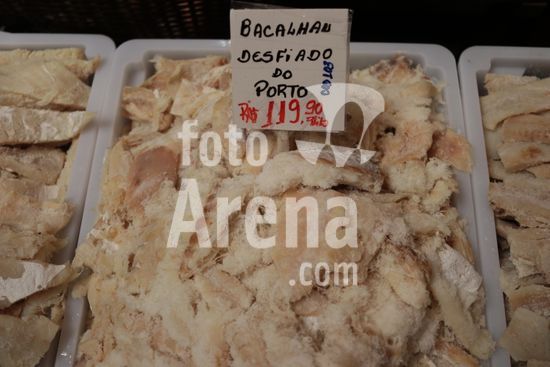 BACALHAU
DESFiADO
DO
PORTO
R$ 119,90
foto
Arena
.com